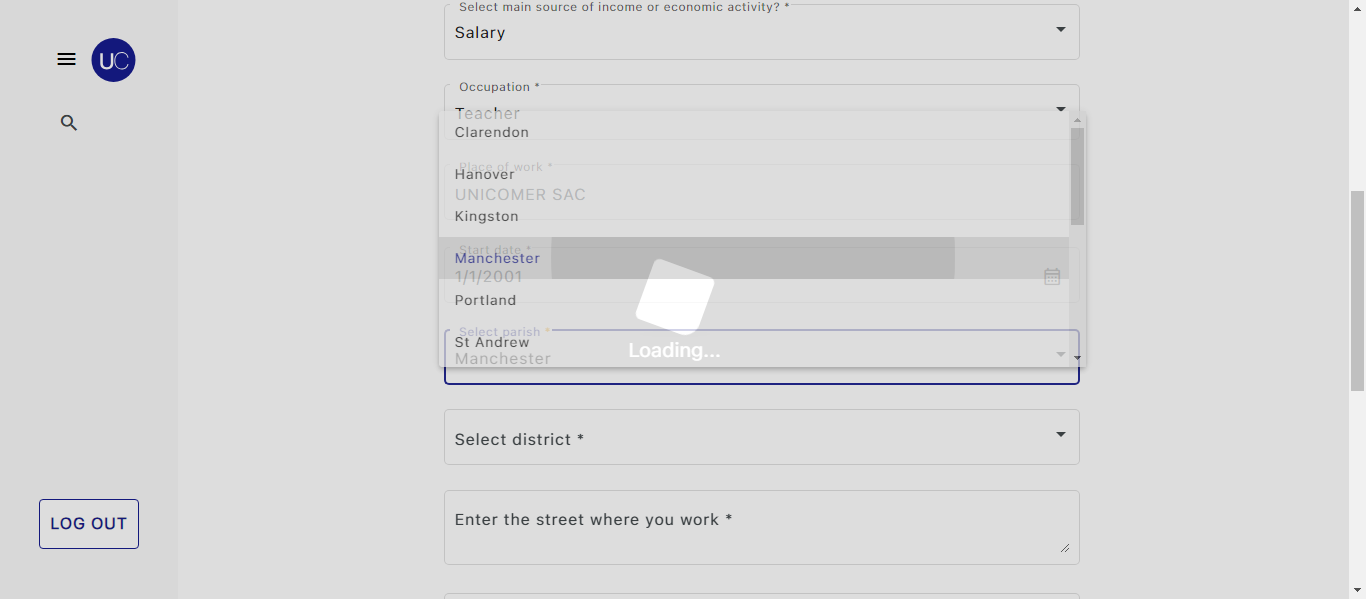 Select main source of income or economic activity? *
Salary
UC
Occupation *
Teacher
Clarendon
Place of work *
Hanover
UNICOMER SAC
Kingston
Start date *
Manchester
1/1/2001
Portland
Select parish *
St Andrew
Loading...
Manchester
Select district *
Enter the street where you work *
LOG OUT